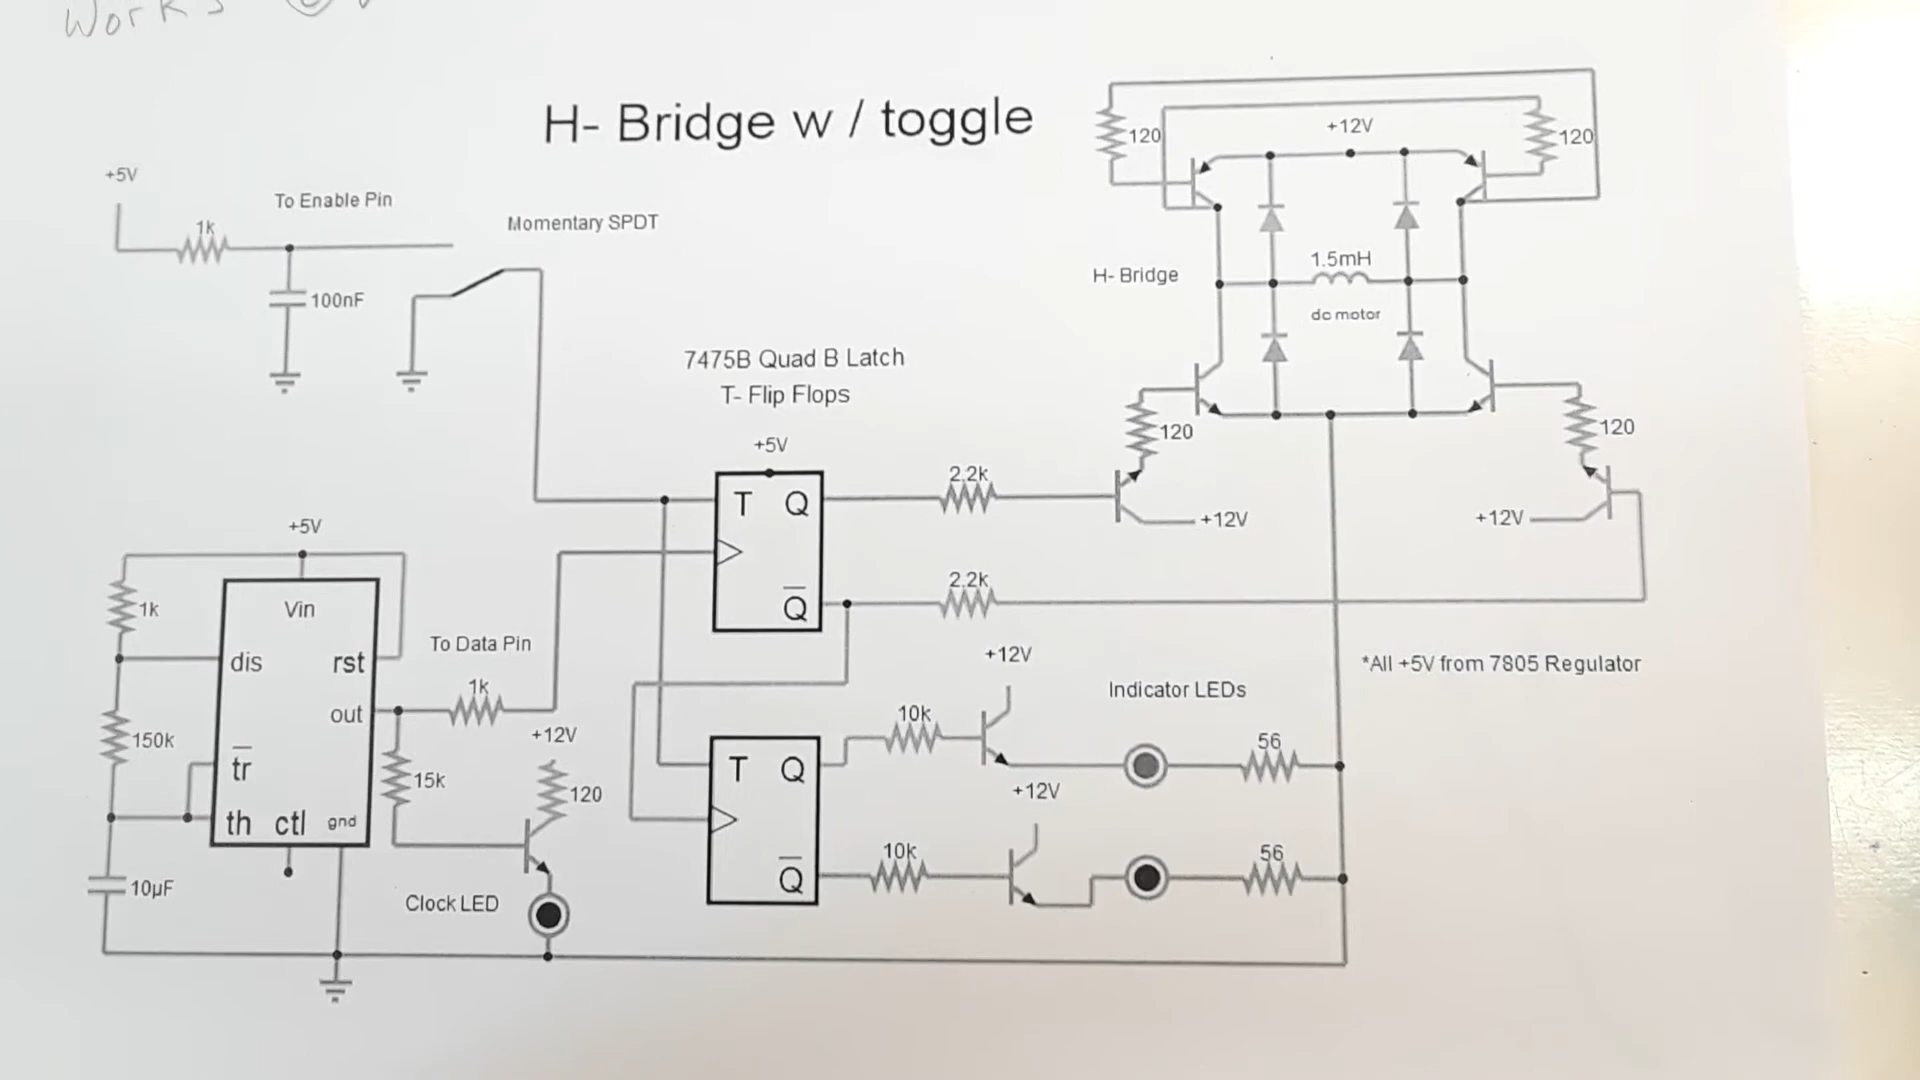 Works
H- Bridge w / toggle
120
+12V
120
+5V
To Enable Pin
1k
Momentary SPDT
100nF
H- Bridge
1.5mH
dc motor
7475B Quad B Latch
T- Flip Flops
+5V
120
120
T Q
2.2k
+12V
+12V
+5V
Q
2.2k
1k
Vin
dis
rst
To Data Pin
+12V
*All +5V from 7805 Regulator
Indicator LEDs
out
1k
150k
tr
+12V
15k
120
T Q
10k
56
+12V
th ctl gnd
10µF
Clock LED
Q
10k
56